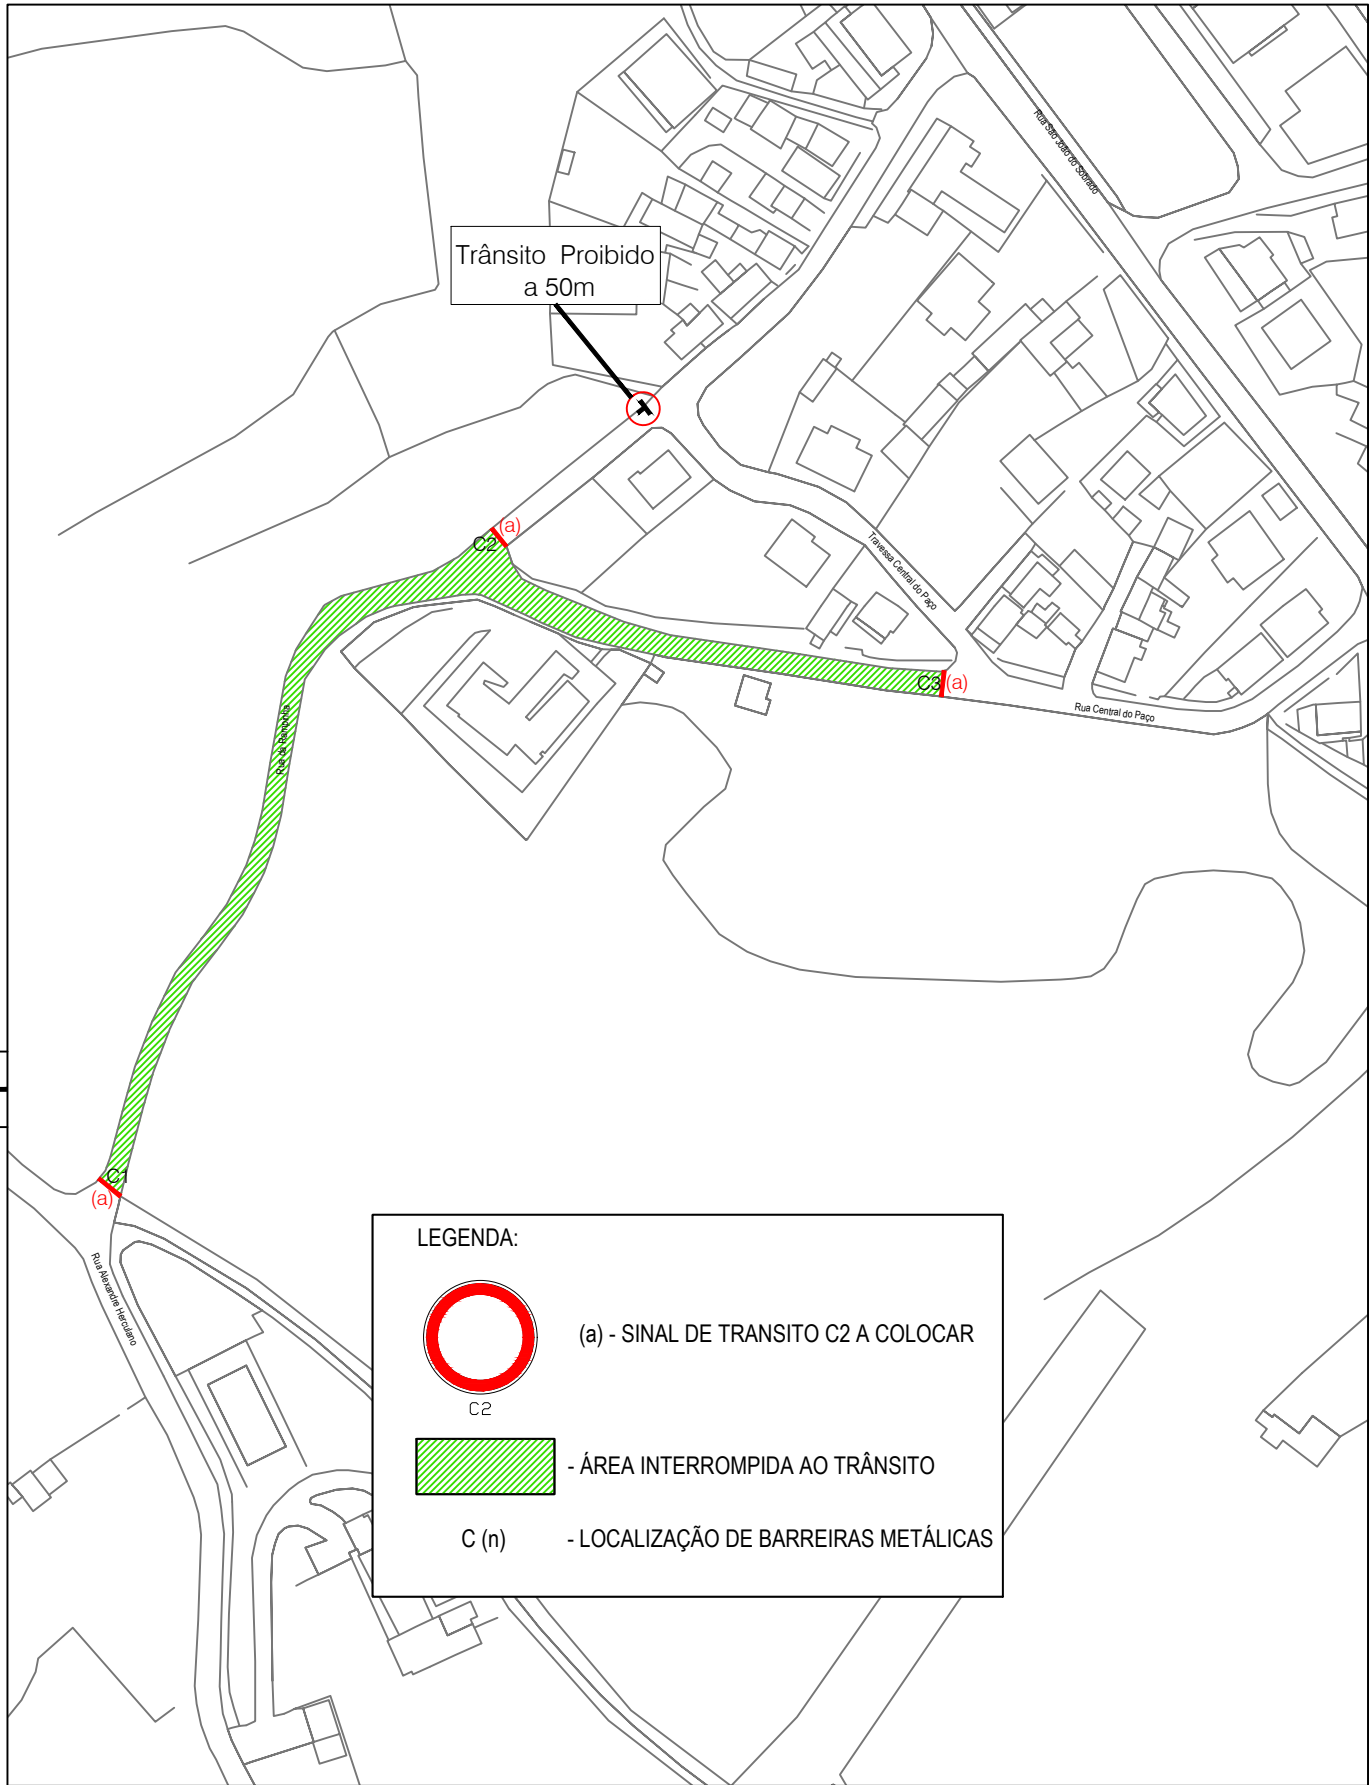 Rua São João do Sobrado
Trânsito Proibido
a 50m
(a)
C2
Travessa Central do Paço
C3
(a)
Rua Central do Paço
Rua da Pampinha
C1
(a)
Rua Alexandre Herculano
LEGENDA:
(a) - SINAL DE TRANSITO C2 A COLOCAR
C2
- ÁREA INTERROMPIDA AO TRÂNSITO
C (n) - LOCALIZAÇÃO DE BARREIRAS METÁLICAS